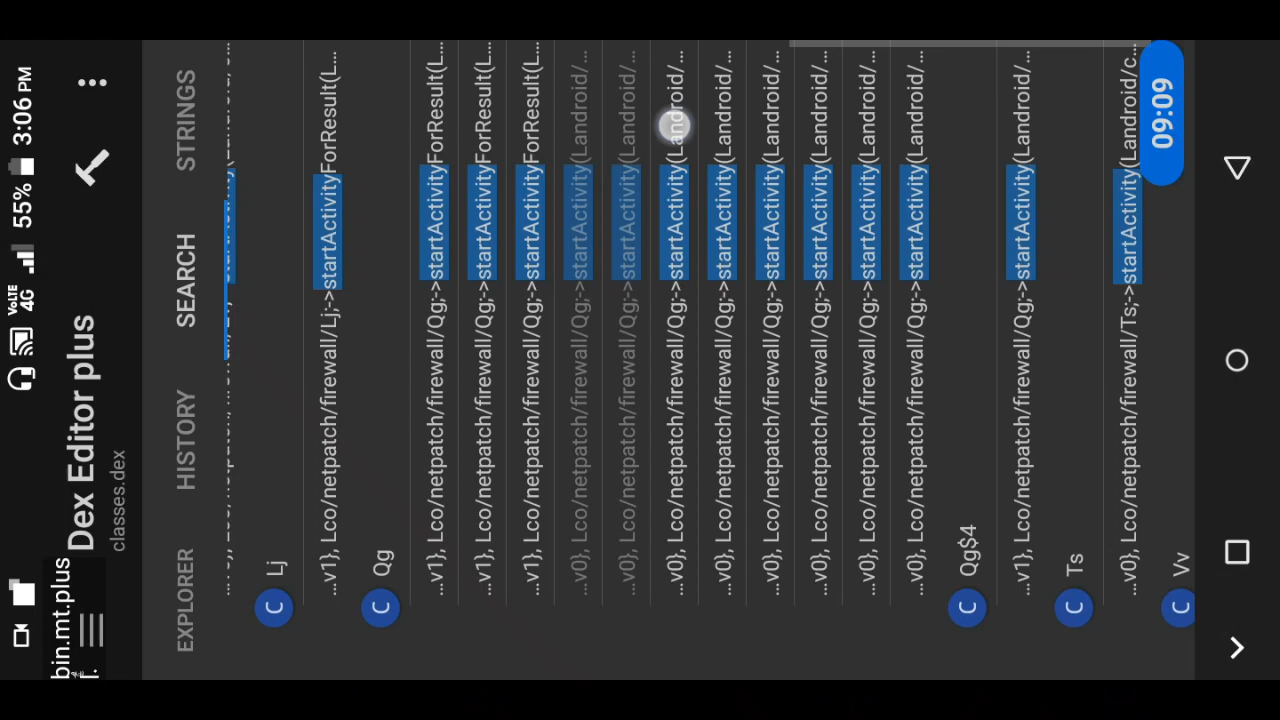 VoLTE 4G 55% 3:06 PM
bin.mt.plus
Dex Editor plus
classes.dex
EXPLORER HISTORY SEARCH STRINGS
C Lj
...v1}, Lco/netpatch/firewall/Lj;->startActivityForResult(L...
C Qg
...v1}, Lco/netpatch/firewall/Qg;->startActivityForResult(L...
...v1}, Lco/netpatch/firewall/Qg;->startActivityForResult(L...
...v1}, Lco/netpatch/firewall/Qg;->startActivityForResult(L...
...v0}, Lco/netpatch/firewall/Qg;->startActivity(Landroid/...
...v0}, Lco/netpatch/firewall/Qg;->startActivity(Landroid/...
...v0}, Lco/netpatch/firewall/Qg;->startActivity(Landroid/...
...v0}, Lco/netpatch/firewall/Qg;->startActivity(Landroid/...
...v0}, Lco/netpatch/firewall/Qg;->startActivity(Landroid/...
...v0}, Lco/netpatch/firewall/Qg;->startActivity(Landroid/...
...v0}, Lco/netpatch/firewall/Qg;->startActivity(Landroid/...
...v0}, Lco/netpatch/firewall/Qg;->startActivity(Landroid/...
C Qg$4
...v1}, Lco/netpatch/firewall/Qg;->startActivity(Landroid/...
C Ts
...v0}, Lco/netpatch/firewall/Ts;->startActivity(Landroid/c...
C Vv
09:09